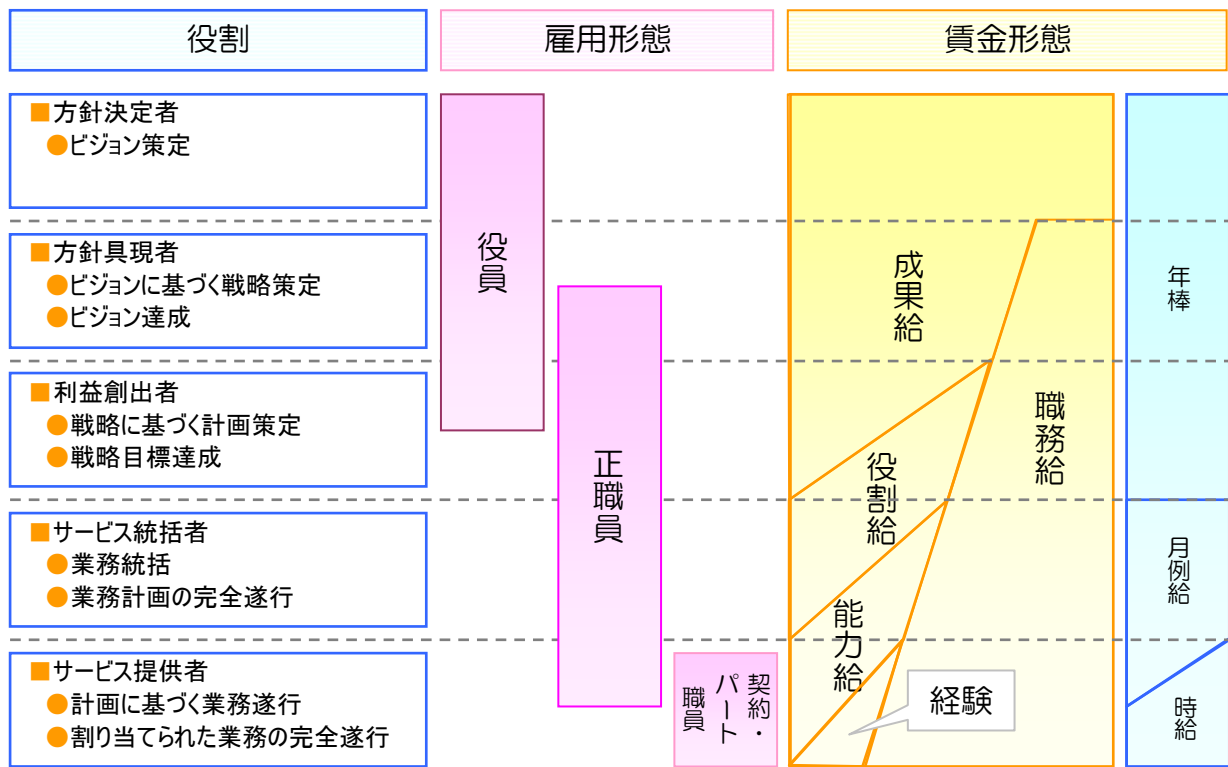 役割
雇用形態
賃金形態
■方針決定者
●ビジョン策定
■方針具現者
●ビジョンに基づく戦略策定
●ビジョン達成
■利益創出者
●戦略に基づく計画策定
●戦略目標達成
■サービス統括者
●業務統括
●業務計画の完全遂行
■サービス提供者
●計画に基づく業務遂行
●割り当てられた業務の完全遂行
役員
正職員
契約・
パート
職員
成果給
役割給
能力給
経験
職務給
年棒
月例給
時給